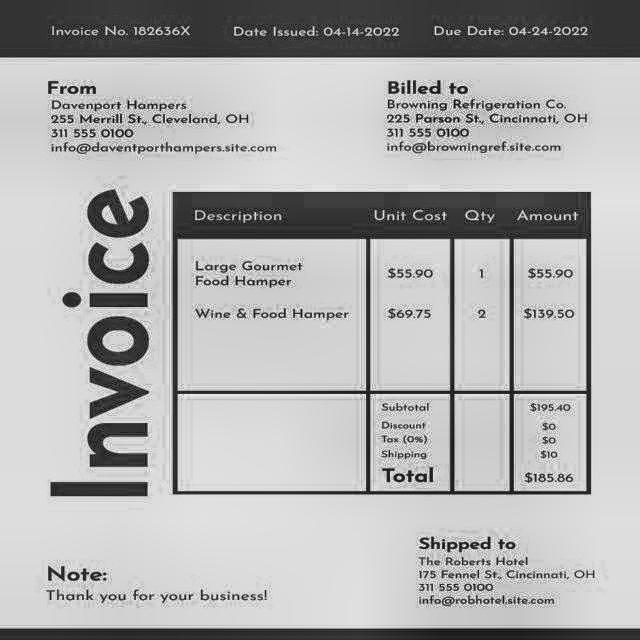 Invoice No. 182636X Date Issued: 04-14-2022 Due Date: 04-24-2022
From
Davenport Hampers
255 Merrill St., Cleveland, OH
311 555 0100
info@daventporthampers.site.com
Billed to
Browning Refrigeration Co.
225 Parson St., Cincinnati, OH
311 555 0100
info@browningref.site.com
Invoice
Description Unit Cost Qty Amount
Large Gourmet
Food Hamper $55.90 1 $55.90
Wine & Food Hamper $69.75 2 $139.50
Subtotal $195.40
Discount $0
Tax (0%) $0
Shipping $10
Total $185.86
Shipped to
The Roberts Hotel
175 Fennel St., Cincinnati, OH
311 555 0100
info@robhotel.site.com
Note:
Thank you for your business!